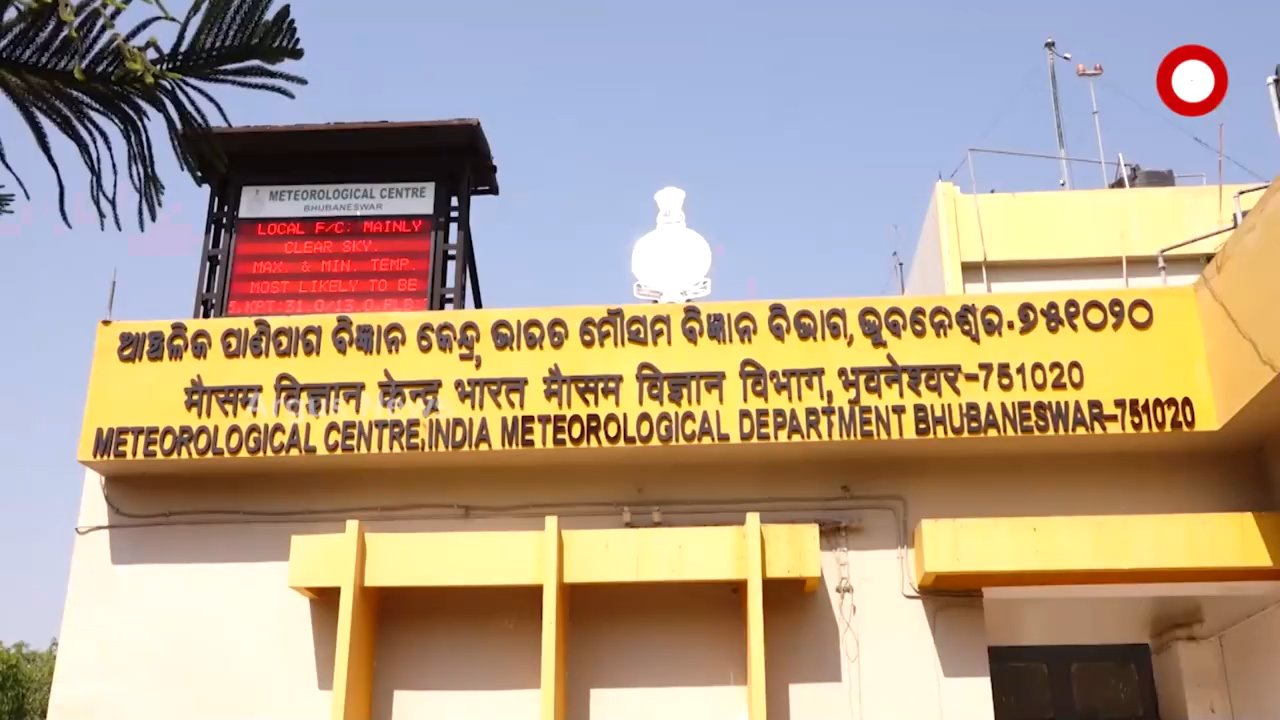 METEOROLOGICAL CENTRE
BHUBANESWAR
LOCAL F/C: MAINLY
CLEAR SKY.
MAX. & MIN. TEMP.
MOST LIKELY TO BE
ଆଞ୍ଚଳିକ ପାଣିପାଗ ବିଜ୍ଞାନ କେନ୍ଦ୍ର, ଭାରତ ମୌସମ ବିଜ୍ଞାନ ବିଭାଗ, ଭୁବନେଶ୍ୱର-୭୫୧୦୨୦
मौसम विज्ञान केन्द्र भारत मौसम विज्ञान विभाग, भुवनेश्वर-751020
METEOROLOGICAL CENTRE, INDIA METEOROLOGICAL DEPARTMENT BHUBANESWAR-751020